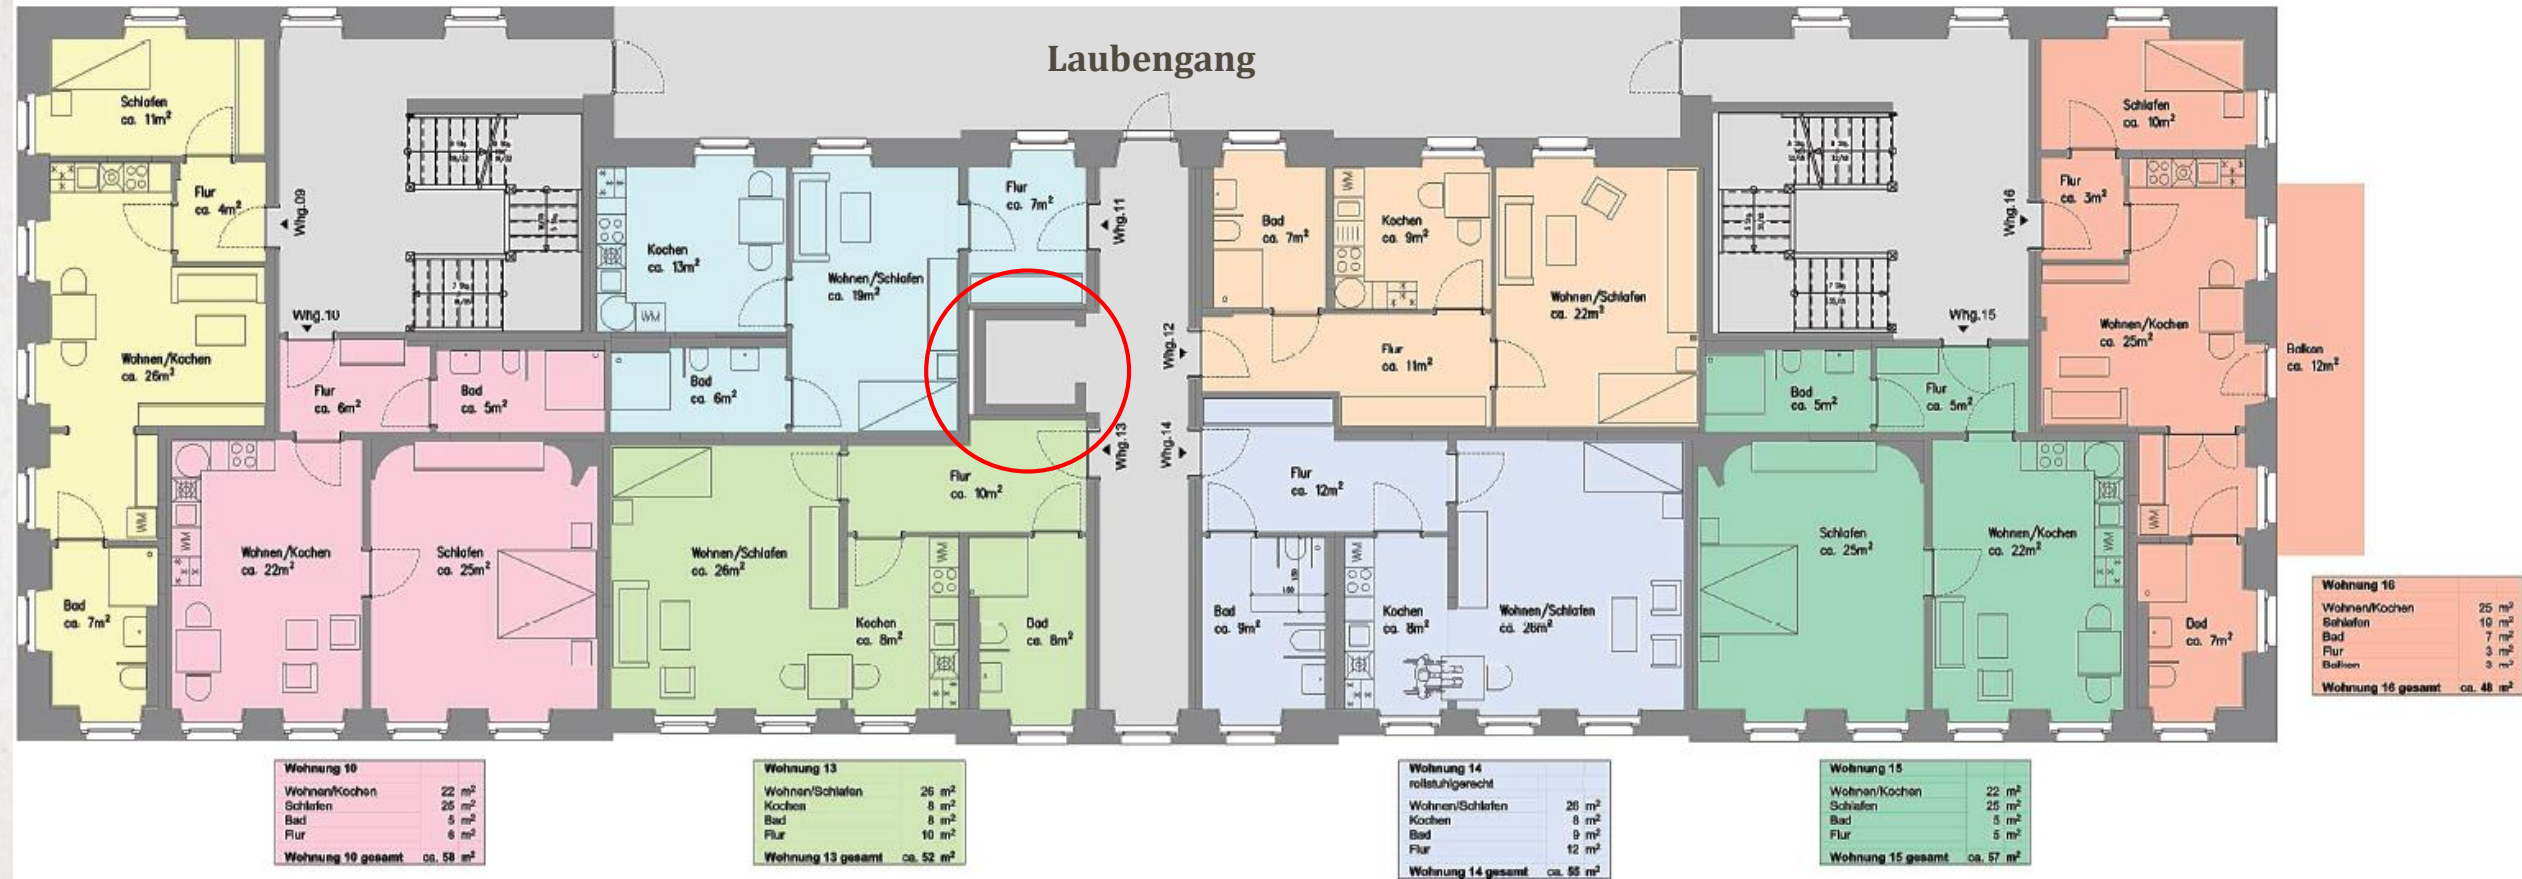 Laubengang
Schlafen
ca. 11m²
Flur
ca. 4m²
Whg.09
Wohnen/Kochen
ca. 26m²
Bad
ca. 7m²
Whg.10
Flur
ca. 6m²
Bad
ca. 5m²
WM
Wohnen/Kochen
ca. 22m²
WM
Schlafen
ca. 25m²
Kochen
ca. 13m²
WM
Wohnen/Schlafen
ca. 19m²
Bad
ca. 6m²
Flur
ca. 7m²
Whg.11
Whg.12
Whg.13
Whg.14
Flur
ca. 10m²
Wohnen/Schlafen
ca. 26m²
Kochen
ca. 8m²
WM
Bad
ca. 8m²
Bad
ca. 7m²
WM
Kochen
ca. 9m²
Wohnen/Schlafen
ca. 22m²
Flur
ca. 11m²
Flur
ca. 12m²
Bad
ca. 9m²
WM
Kochen
ca. 8m²
Wohnen/Schlafen
ca. 26m²
Whg.15
Whg.16
Bad
ca. 5m²
Flur
ca. 5m²
Schlafen
ca. 25m²
Wohnen/Kochen
ca. 22m²
WM
Schlafen
ca. 10m²
Flur
ca. 3m²
Wohnen/Kochen
ca. 25m²
Balkon
ca. 12m²
WM
Bad
ca. 7m²
Wohnung 16
Wohnen/Kochen 25 m²
Schlafen 10 m²
Bad 7 m²
Flur 3 m²
Balkon 3 m²
Wohnung 16 gesamt ca. 48 m²
Wohnung 10
Wohnen/Kochen 22 m²
Schlafen 25 m²
Bad 5 m²
Flur 6 m²
Wohnung 10 gesamt ca. 58 m²
Wohnung 13
Wohnen/Schlafen 26 m²
Kochen 8 m²
Bad 8 m²
Flur 10 m²
Wohnung 13 gesamt ca. 52 m²
Wohnung 14
rollstuhlgerecht
Wohnen/Schlafen 26 m²
Kochen 8 m²
Bad 9 m²
Flur 12 m²
Wohnung 14 gesamt ca. 55 m²
Wohnung 15
Wohnen/Kochen 22 m²
Schlafen 25 m²
Bad 5 m²
Flur 5 m²
Wohnung 15 gesamt ca. 57 m²